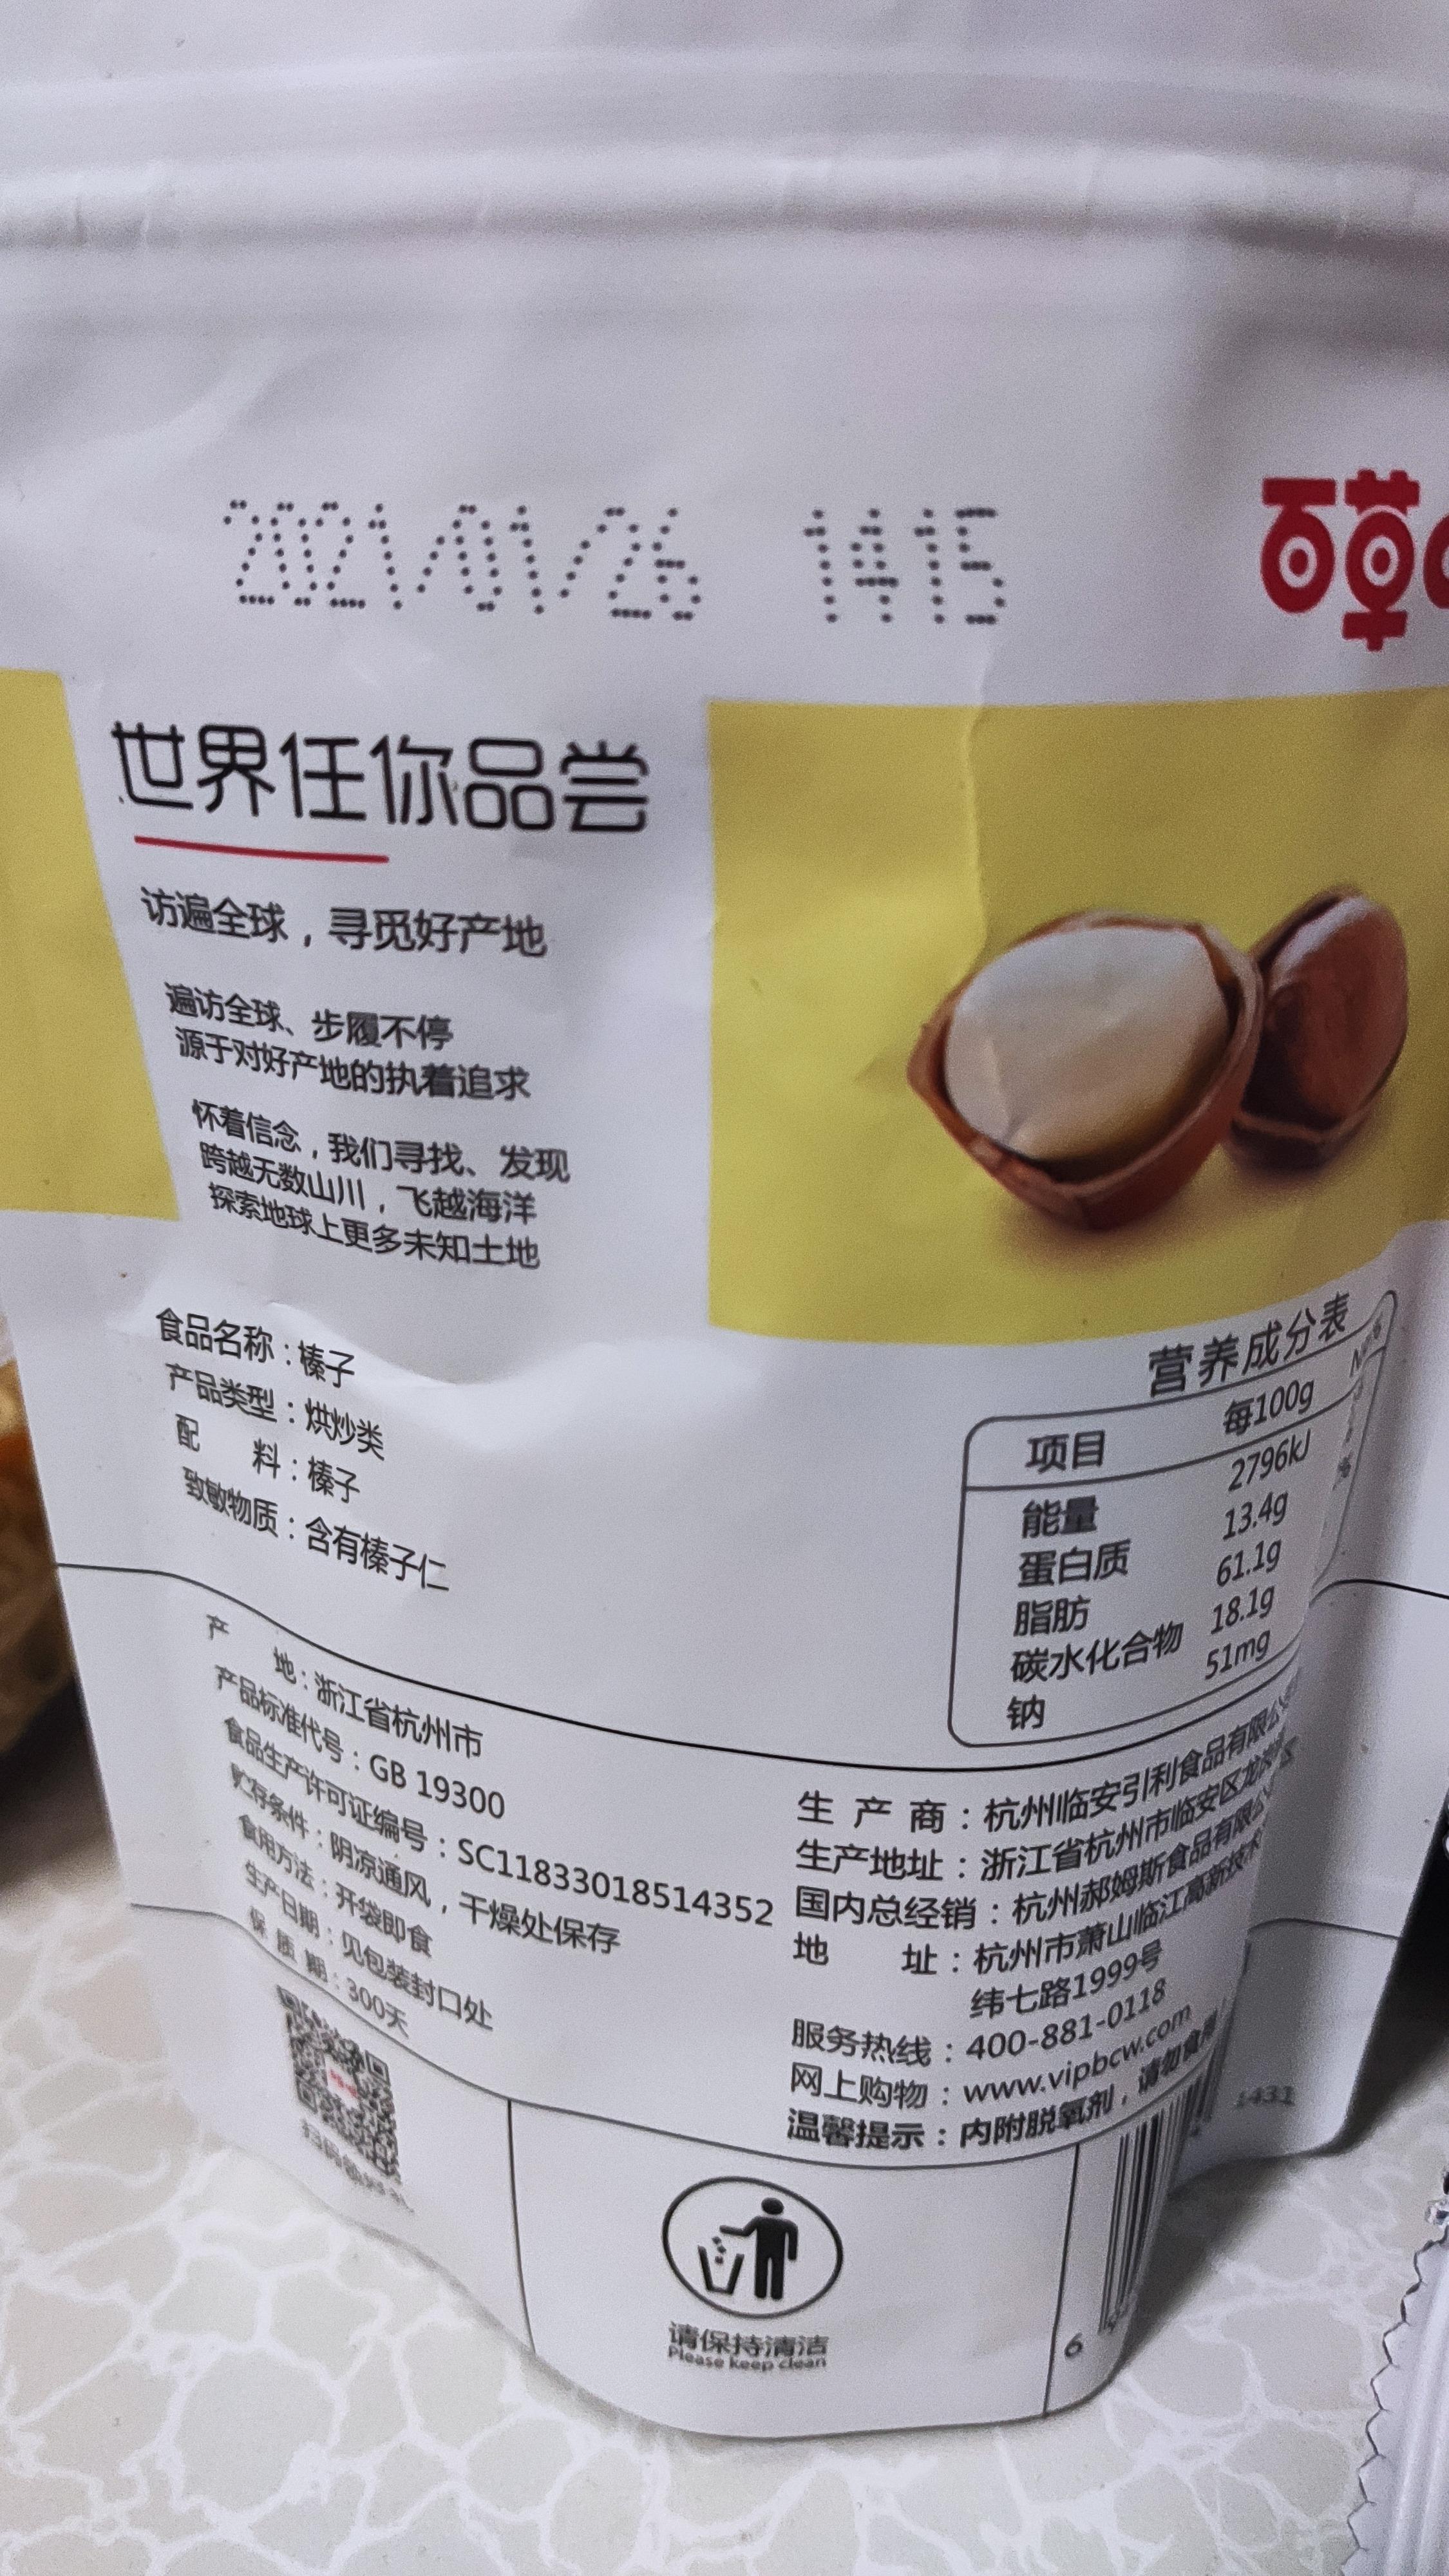 2021/01/26 1415
百草
世界任你品尝
访遍全球，寻觅好产地
遍访全球、步履不停
源于对好产地的执着追求
怀着信念，我们寻找、发现
跨越无数山川，飞越海洋
探索地球上更多未知土地
食品名称：榛子
产品类型：烘炒类
配 料：榛子
致敏物质：含有榛子仁
营养成分表
项目 每100g
能量 2796kJ
蛋白质 13.4g
脂肪 61.1g
碳水化合物 18.1g
钠 51mg
产 地：浙江省杭州市
产品标准代号：GB 19300
食品生产许可证编号：SC11833018514352
贮存条件：阴凉通风，干燥处保存
食用方法：开袋即食
生产日期：见包装封口处
保 质 期：300天
生 产 商：杭州临安引利食品有限公
生产地址：浙江省杭州市临安区龙岗
国内总经销：杭州郝姆斯食品有限公
地 址：杭州市萧山临江高新技术
纬七路1999号
服务热线：400-881-0118
网上购物：www.vipbcw.com
温馨提示：内附脱氧剂，请勿食用
请保持清洁
Please keep clean
6
1431